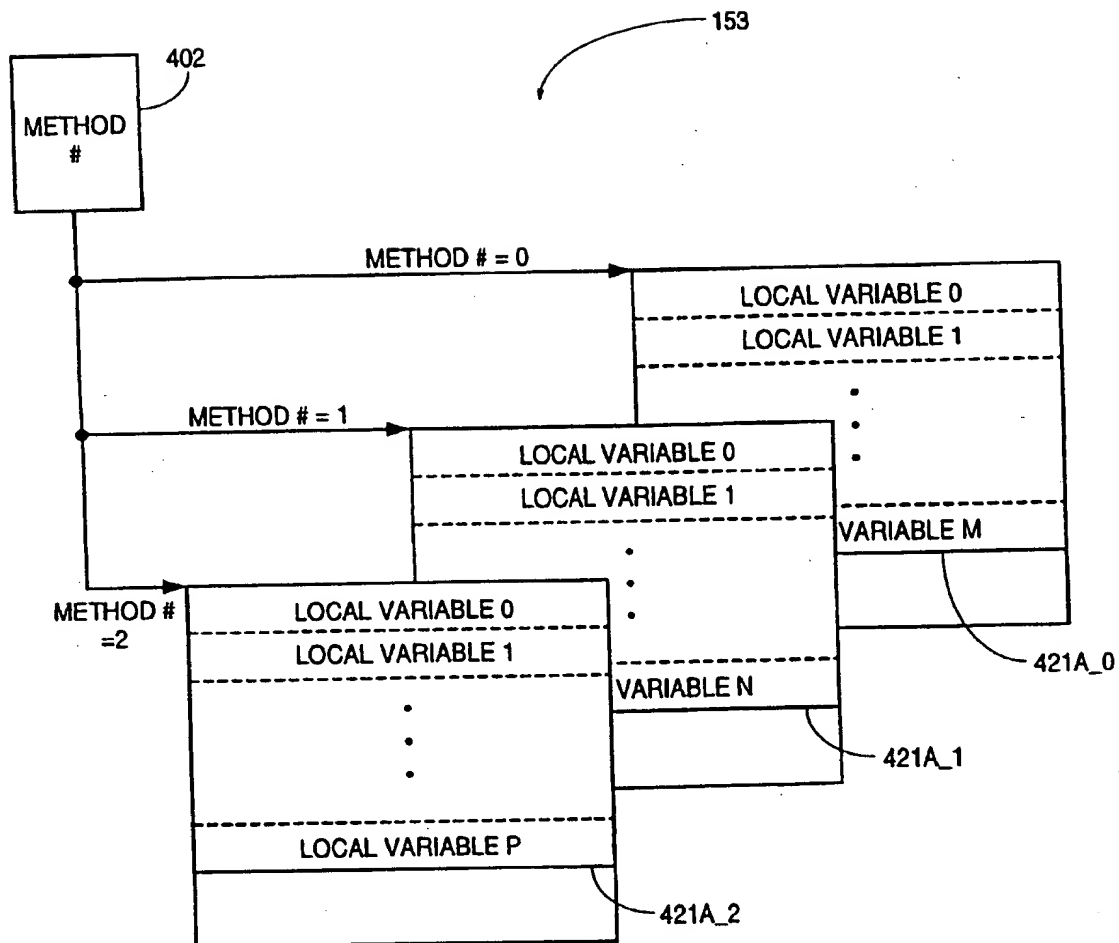 153
402
METHOD
#
METHOD # = 0
LOCAL VARIABLE 0
LOCAL VARIABLE 1
VARIABLE M
421A_0
METHOD # = 1
LOCAL VARIABLE 0
LOCAL VARIABLE 1
VARIABLE N
421A_1
METHOD #
=2
LOCAL VARIABLE 0
LOCAL VARIABLE 1
LOCAL VARIABLE P
421A_2